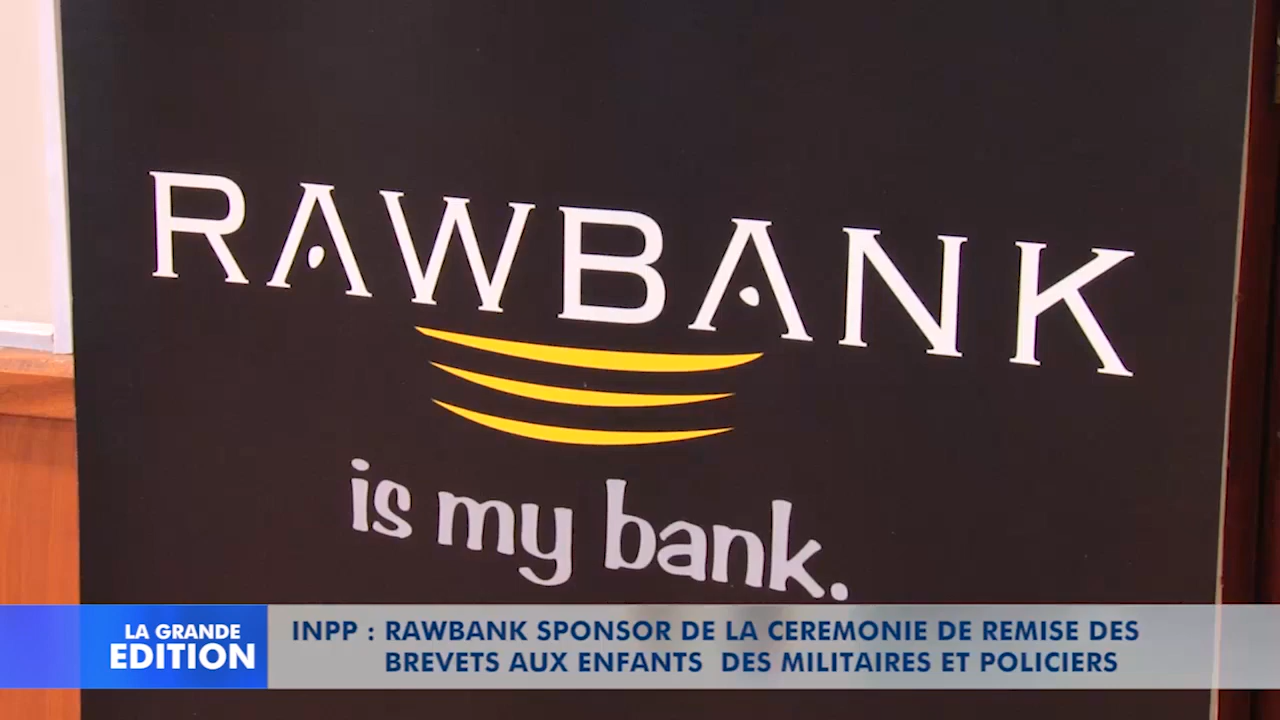 RAWBANK
is my bank.
LA GRANDE
EDITION
INPP : RAWBANK SPONSOR DE LA CEREMONIE DE REMISE DES
BREVETS AUX ENFANTS DES MILITAIRES ET POLICIERS